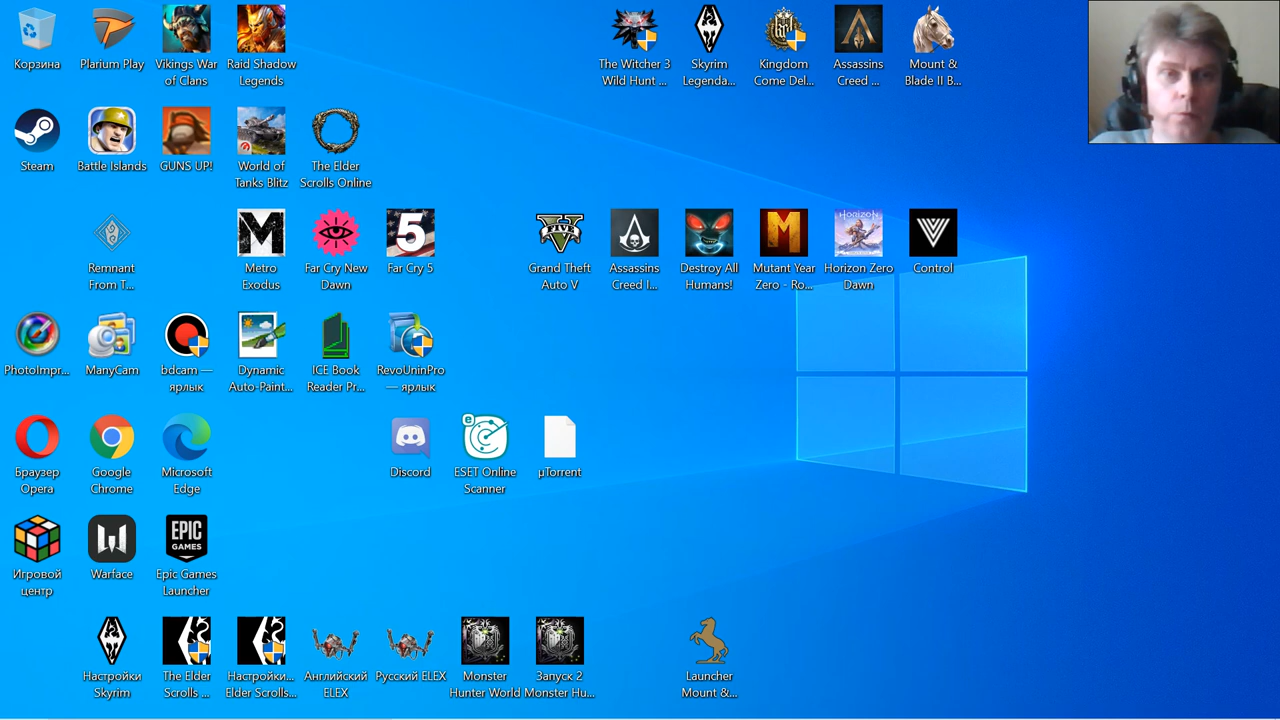 Корзина
Plarium Play
Vikings War
of Clans
Raid Shadow
Legends
The Witcher 3
Wild Hunt ...
Skyrim
Legenda...
Kingdom
Come Del...
Assassins
Creed ...
Mount &
Blade II B...
Steam
Battle Islands
GUNS UP!
World of
Tanks Blitz
The Elder
Scrolls Online
Remnant
From T...
Metro
Exodus
Far Cry New
Dawn
5
Far Cry 5
FIVE
Grand Theft
Auto V
Assassins
Creed I...
Destroy All
Humans!
Mutant Year
Zero - Ro...
HORIZON
Horizon Zero
Dawn
Control
PhotoImpr...
ManyCam
bdcam —
ярлык
Dynamic
Auto-Paint...
ICE Book
Reader Pr...
RevoUninPro
— ярлык
Браузер
Opera
Google
Chrome
Microsoft
Edge
Discord
ESET Online
Scanner
µTorrent
Игровой
центр
Warface
EPIC
GAMES
Epic Games
Launcher
Настройки
Skyrim
The Elder
Scrolls ...
Настройки...
Elder Scrolls...
Английский
ELEX
Русский ELEX
Monster
Hunter World
Запуск 2
Monster Hu...
Launcher
Mount &...